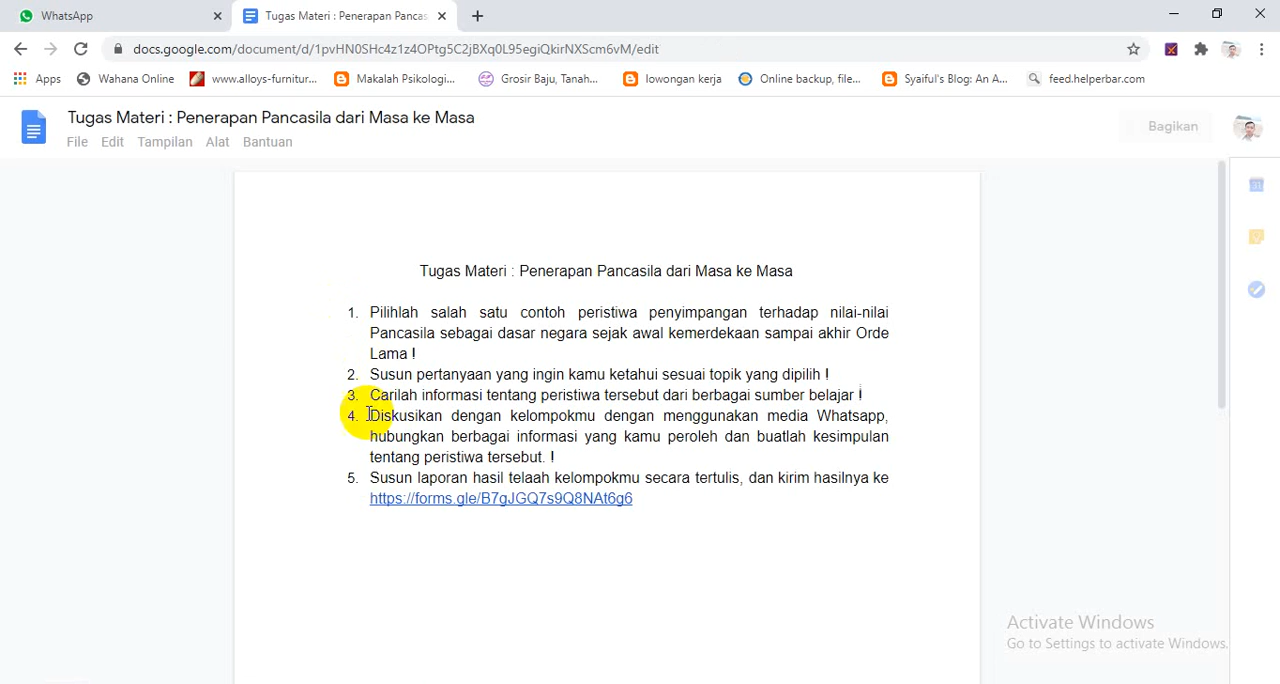 WhatsApp
Tugas Materi : Penerapan Pancas
docs.google.com/document/d/1pvHN0SHc4z1z4OPtg5C2jBXq0L95egiQkirNXScm6vM/edit
Apps
Wahana Online
www.alloys-furnitur...
Makalah Psikologi...
Grosir Baju, Tanah...
lowongan kerja
Online backup, file...
Syaiful's Blog: An A...
feed.helperbar.com
Tugas Materi : Penerapan Pancasila dari Masa ke Masa
File Edit Tampilan Alat Bantuan
Bagikan
31
Tugas Materi : Penerapan Pancasila dari Masa ke Masa
1. Pilihlah salah satu contoh peristiwa penyimpangan terhadap nilai-nilai
Pancasila sebagai dasar negara sejak awal kemerdekaan sampai akhir Orde
Lama !
2. Susun pertanyaan yang ingin kamu ketahui sesuai topik yang dipilih !
3. Carilah informasi tentang peristiwa tersebut dari berbagai sumber belajar !
4. Diskusikan dengan kelompokmu dengan menggunakan media Whatsapp,
hubungkan berbagai informasi yang kamu peroleh dan buatlah kesimpulan
tentang peristiwa tersebut. !
5. Susun laporan hasil telaah kelompokmu secara tertulis, dan kirim hasilnya ke
https://forms.gle/B7gJGQ7s9Q8NAt6g6
Activate Windows
Go to Settings to activate Windows.